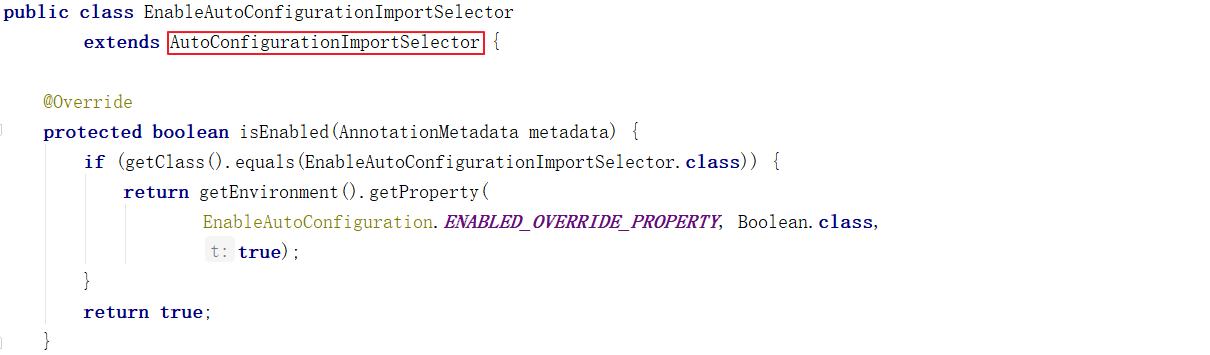 public class EnableAutoConfigurationImportSelector
extends AutoConfigurationImportSelector {
@Override
protected boolean isEnabled(AnnotationMetadata metadata) {
if (getClass().equals(EnableAutoConfigurationImportSelector.class)) {
return getEnvironment().getProperty(
EnableAutoConfiguration.ENABLED_OVERRIDE_PROPERTY, Boolean.class,
t: true);
}
return true;
}